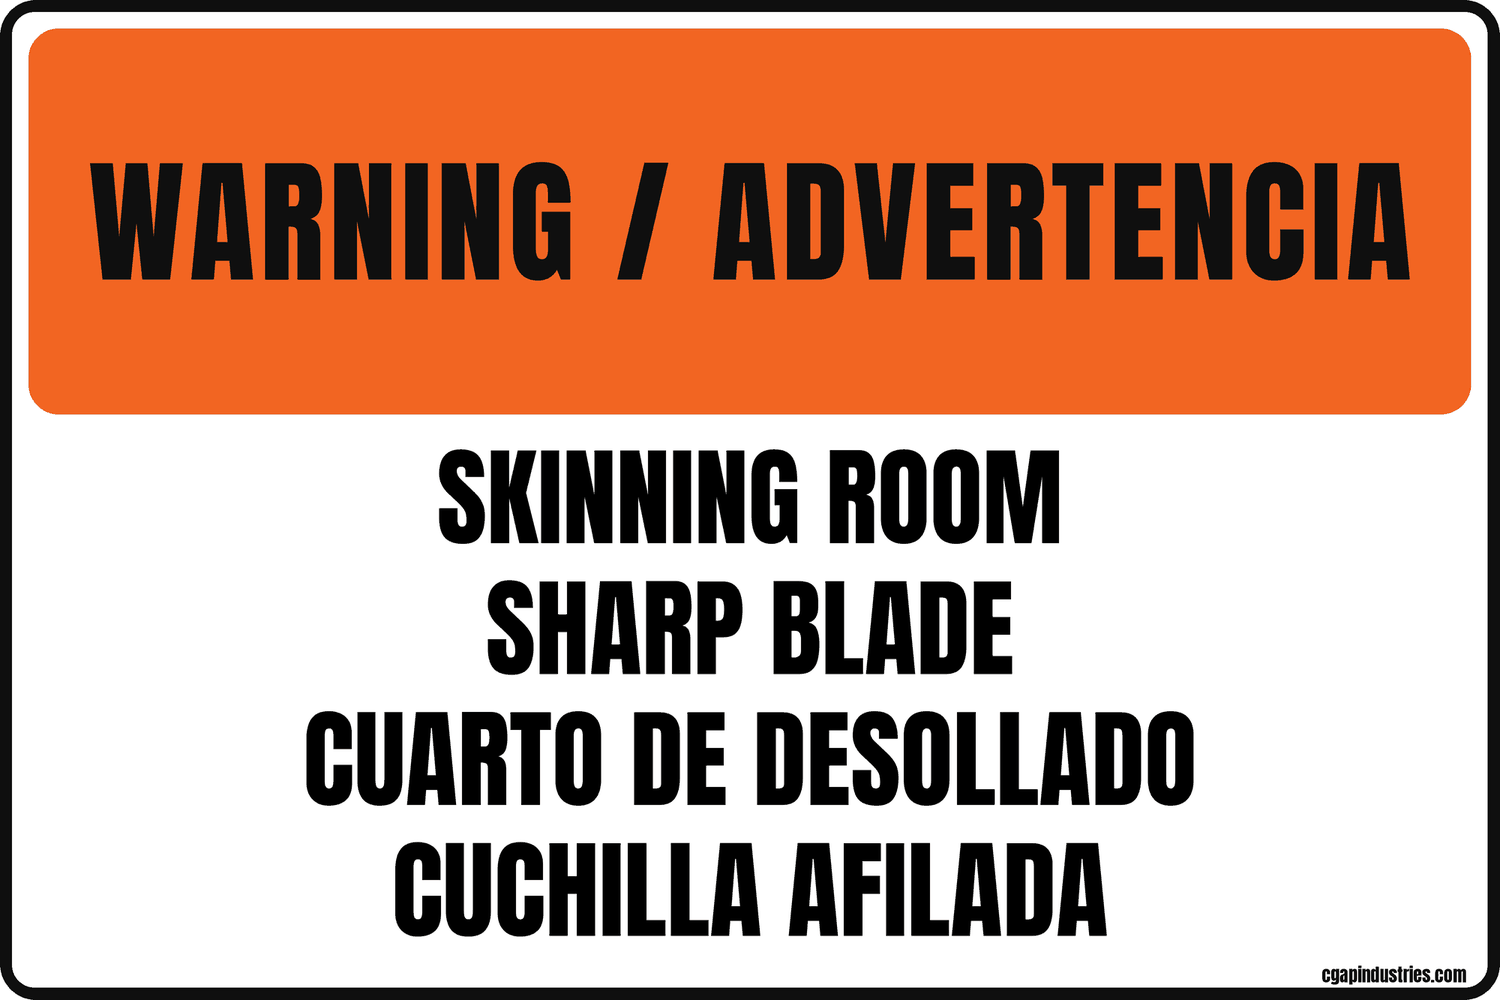 WARNING / ADVERTENCIA
SKINNING ROOM
SHARP BLADE
CUARTO DE DESOLLADO
CUCHILLA AFILADA
cgapindustries.com